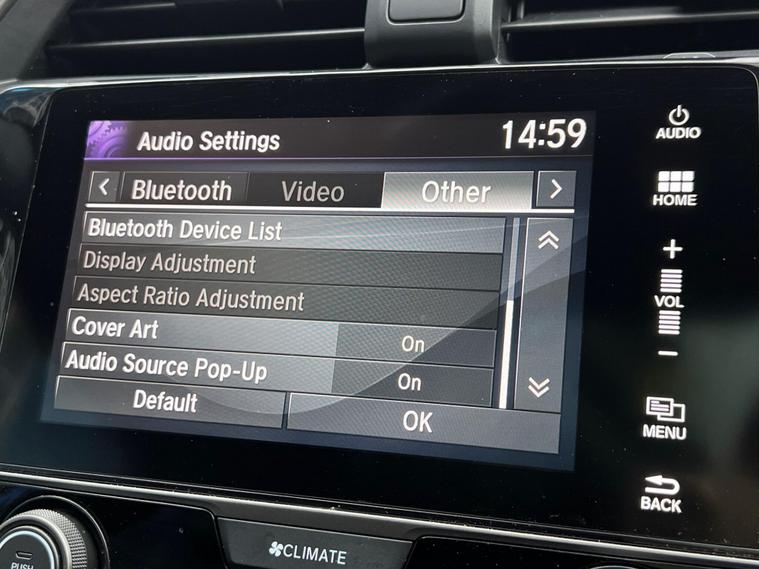 Audio Settings 14:59
Bluetooth Video Other
Bluetooth Device List
Display Adjustment
Aspect Ratio Adjustment
Cover Art On
Audio Source Pop-Up On
Default OK
AUDIO
HOME
+
VOL
−
MENU
BACK
CLIMATE
PUSH